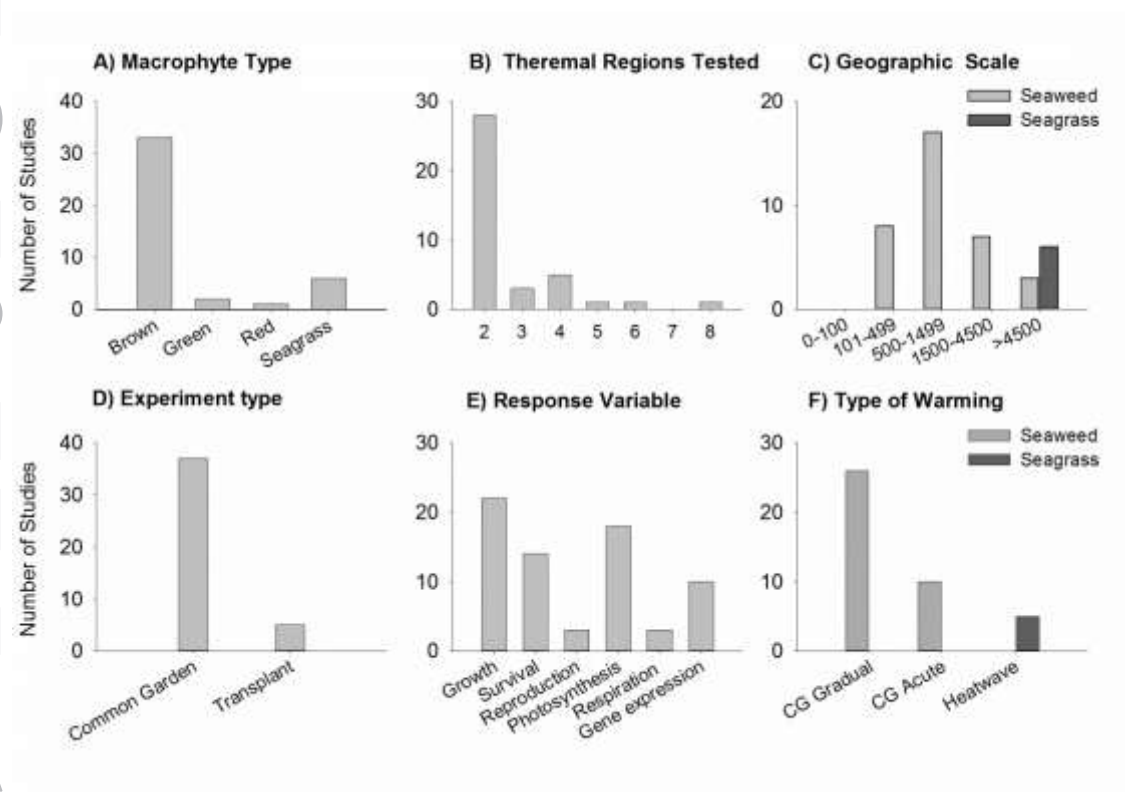 A) Macrophyte Type
B) Theremal Regions Tested
C) Geographic Scale
Number of Studies
40
30
20
10
0
Brown
Green
Red
Seagrass
30
20
10
0
2
3
4
5
6
7
8
20
10
0
Seaweed
Seagrass
0-100
101-499
500-1499
1500-4500
>4500
D) Experiment type
E) Response Variable
F) Type of Warming
Number of Studies
40
30
20
10
0
Common Garden
Transplant
30
20
10
0
Growth
Survival
Reproduction
Photosynthesis
Respiration
Gene expression
30
20
10
0
Seaweed
Seagrass
CG Gradual
CG Acute
Heatwave